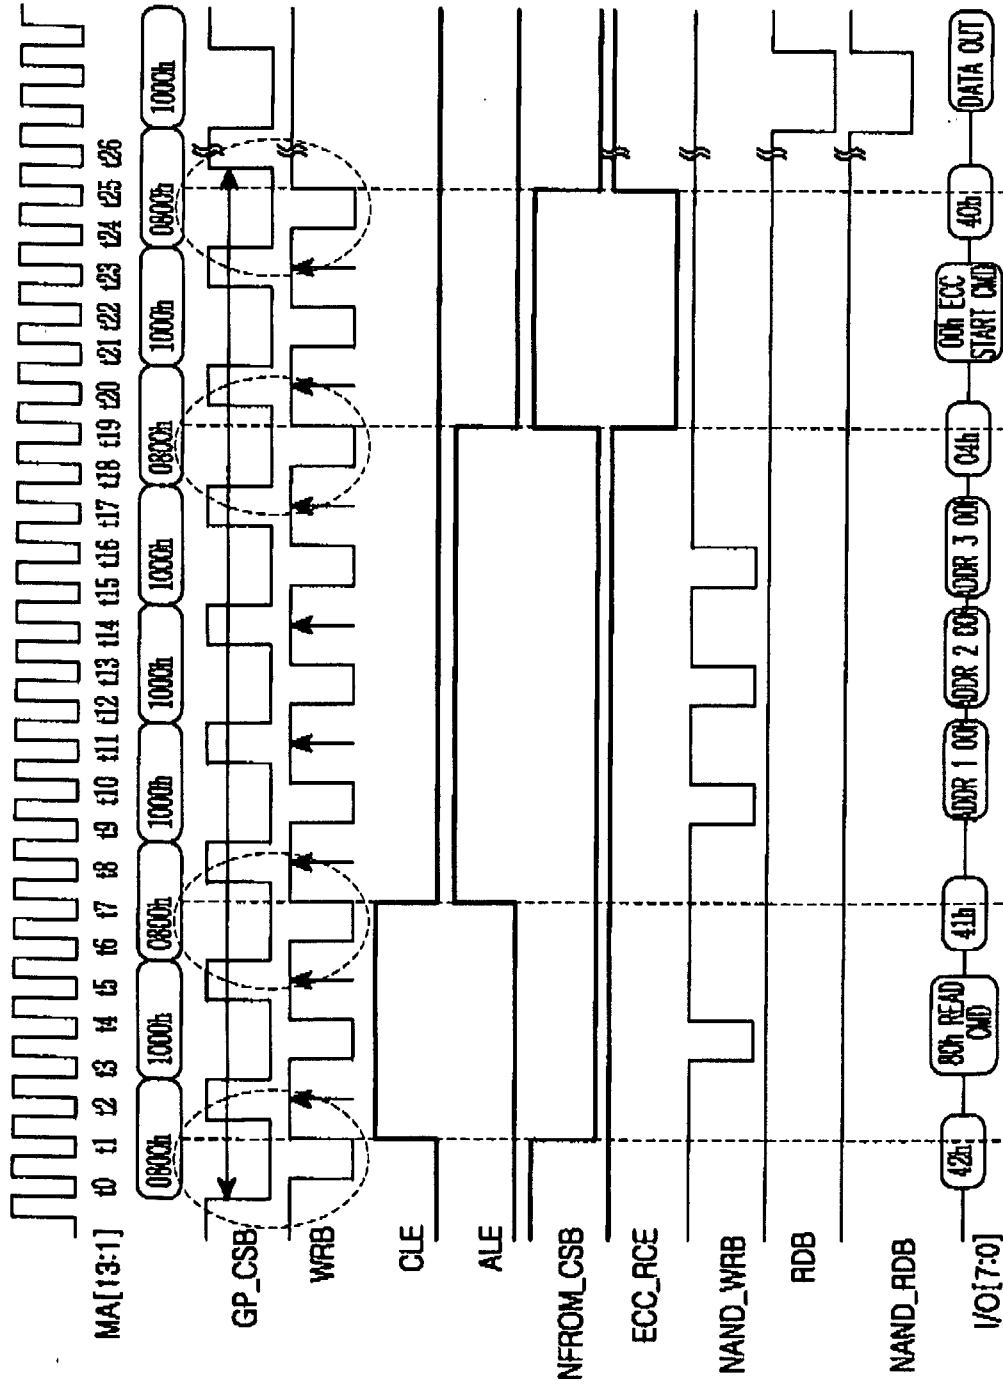 t0 t1 t2 t3 t4 t5 t6 t7 t8 t9 t10 t11 t12 t13 t14 t15 t16 t17 t18 t19 t20 t21 t22 t23 t24 t25 t26
MA[13:1] 0800h 1000h 0800h 1000h 1000h 1000h 0800h 1000h 0800h 1000h
GP_CSB
WRB
CLE
ALE
NFROM_CSB
ECC_RCE
NAND_WRB
RDB
NAND_RDB
I/O[7:0] 42h 80h READ CMD 41h ADDR 1 00h ADDR 2 00h ADDR 3 00h 04h 00h ECC START CMD 40h DATA OUT